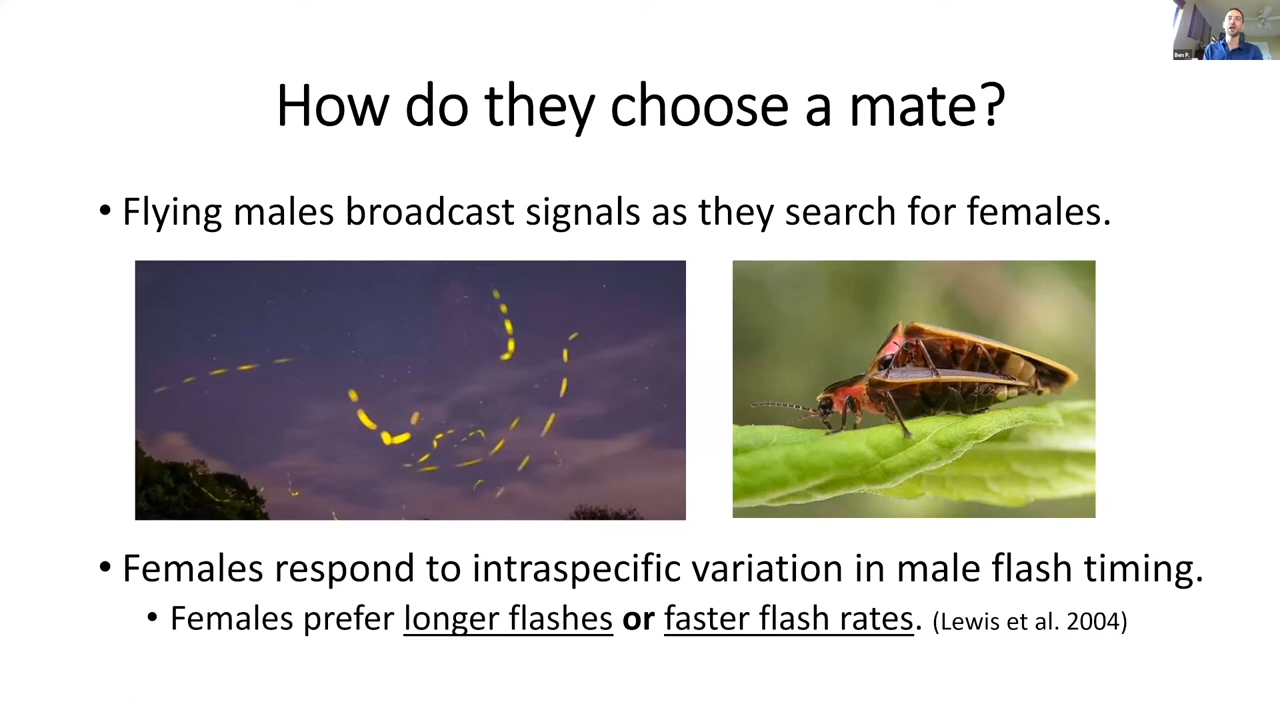 Ben P.
How do they choose a mate?
• Flying males broadcast signals as they search for females.
• Females respond to intraspecific variation in male flash timing.
• Females prefer longer flashes or faster flash rates. (Lewis et al. 2004)